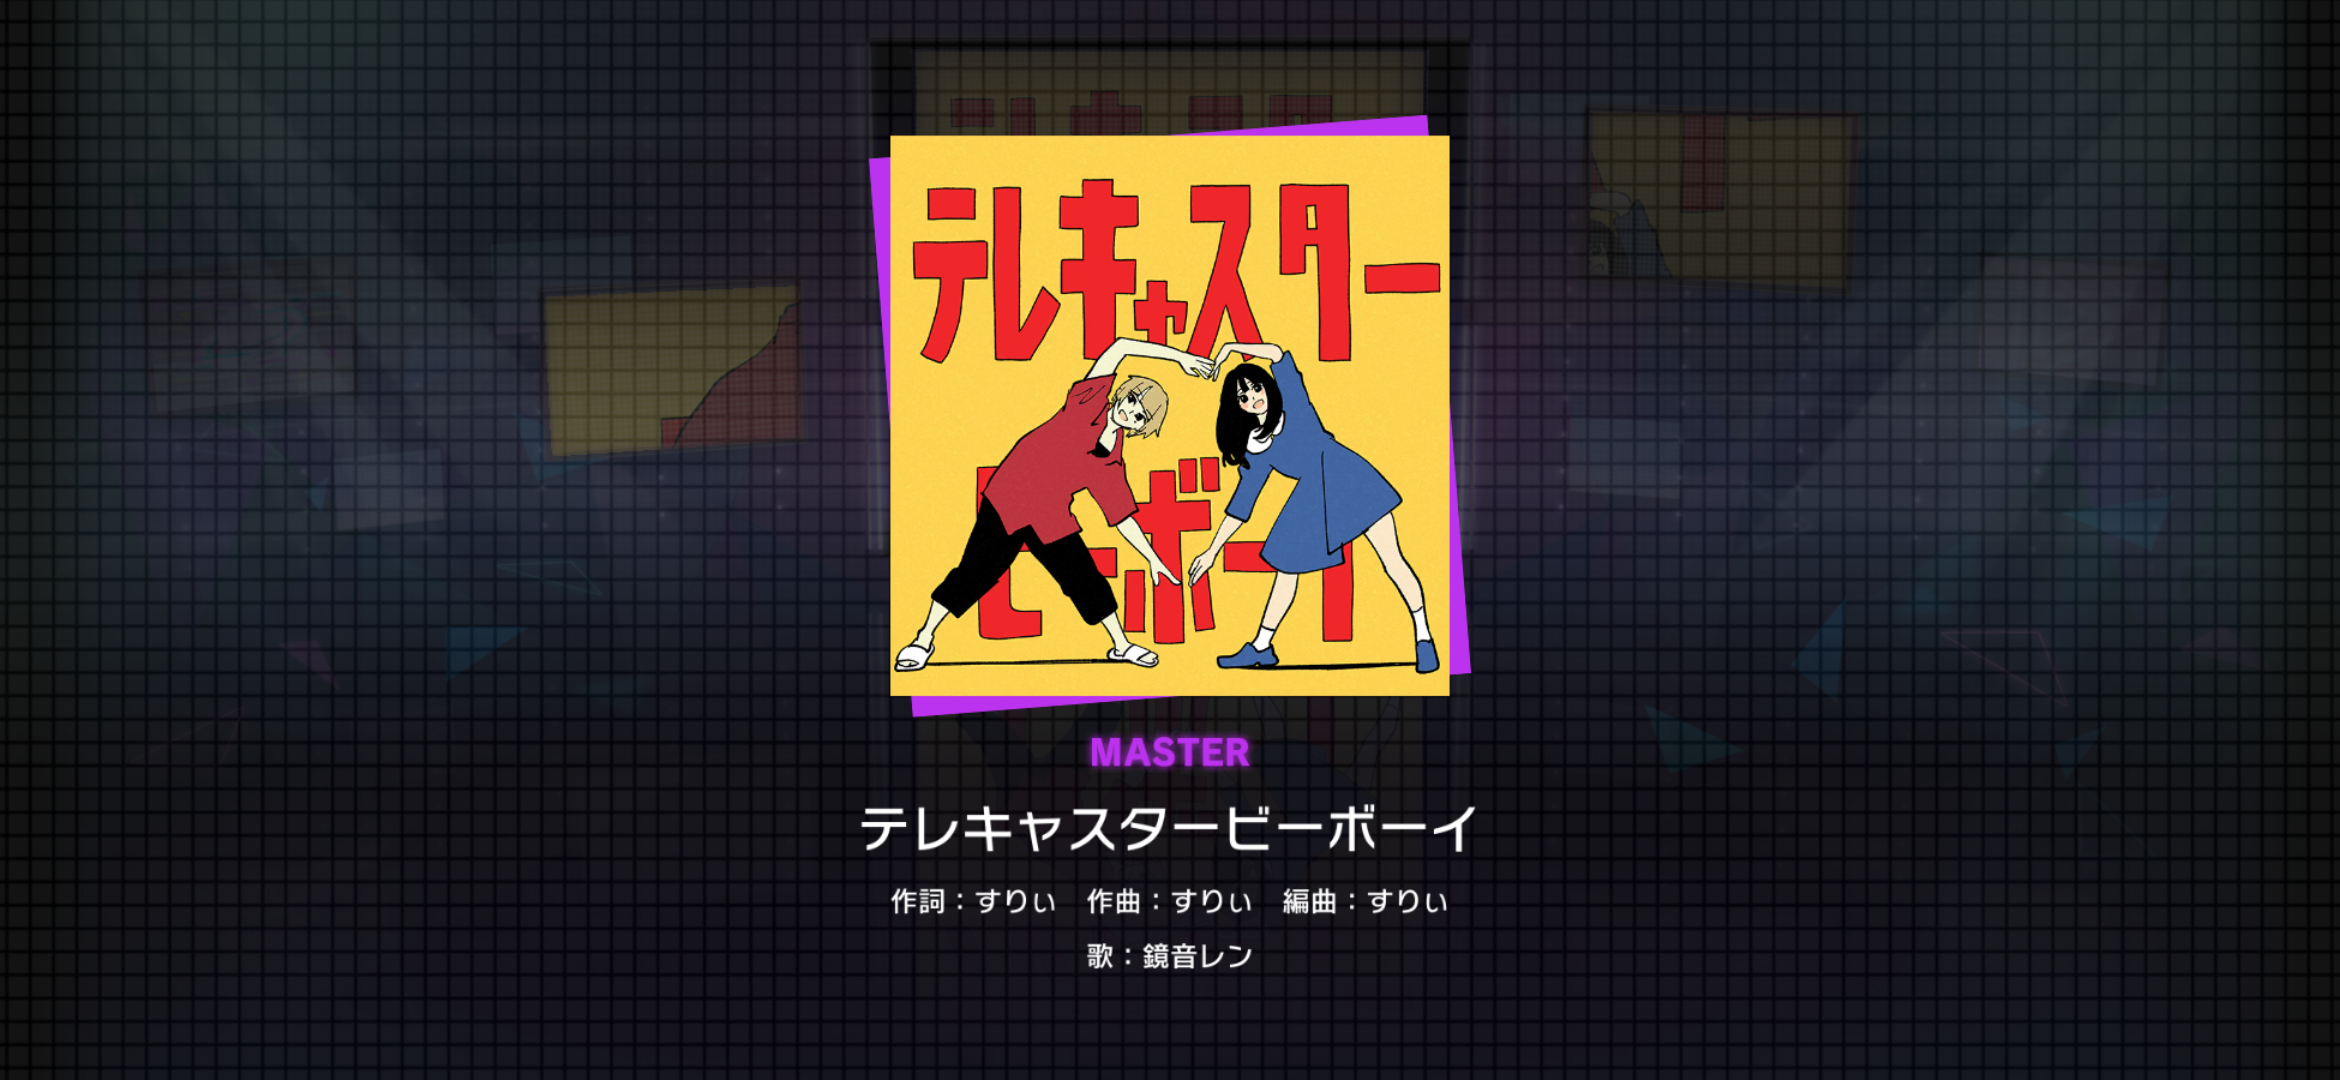 テレキャスター
ビーボーイ
MASTER
テレキャスタービーボーイ
作詞：すりぃ　作曲：すりぃ　編曲：すりぃ
歌：鏡音レン